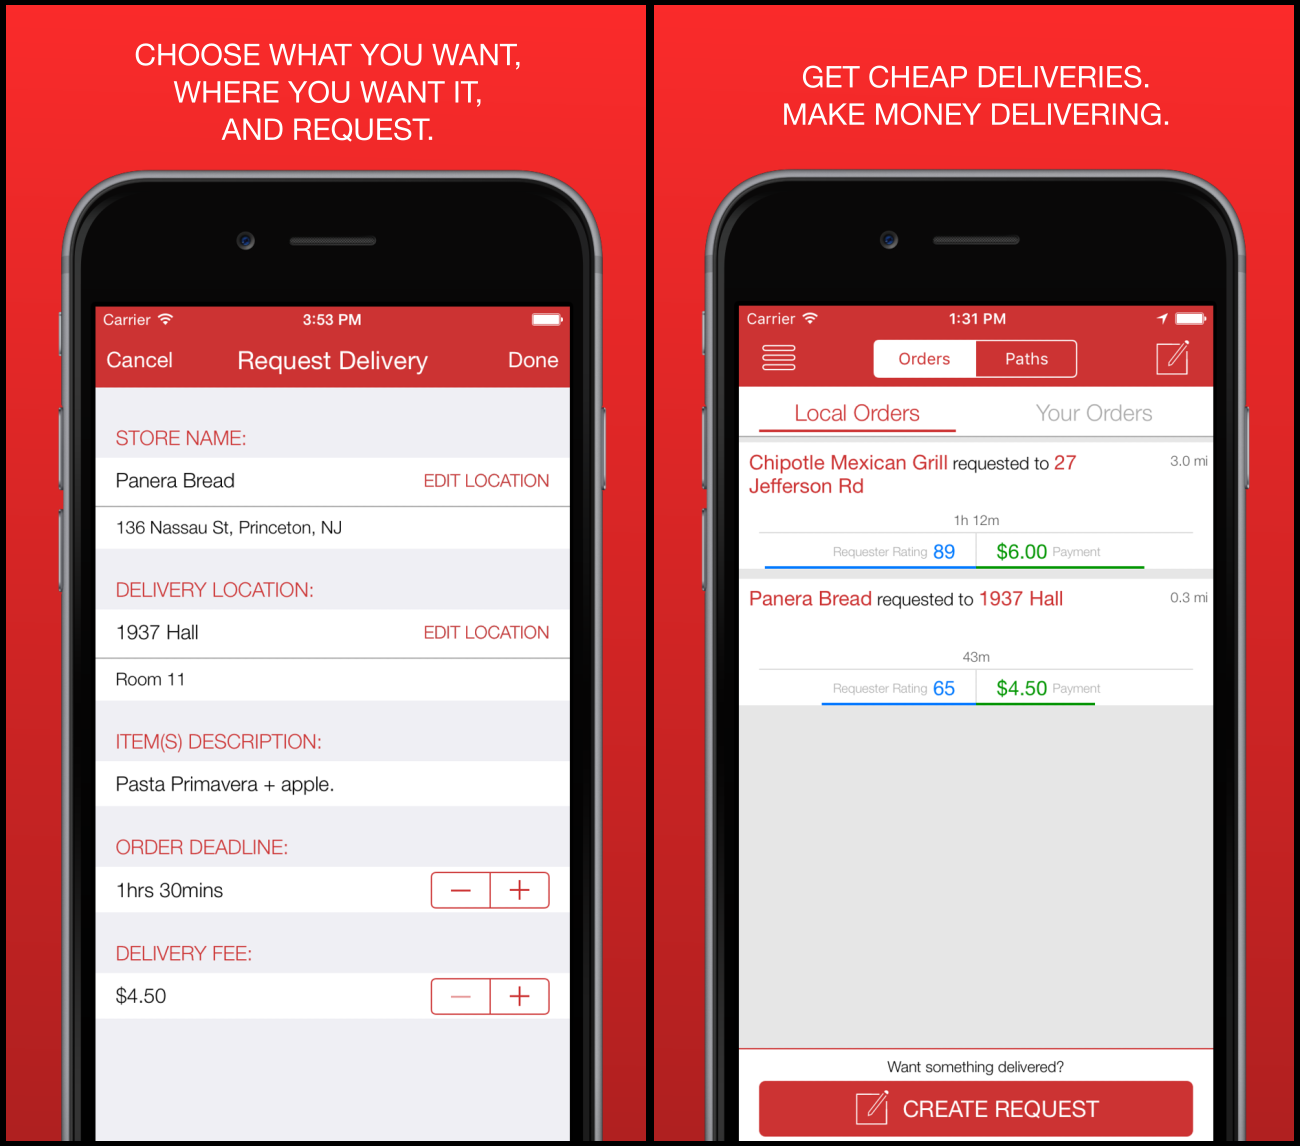 CHOOSE WHAT YOU WANT,
WHERE YOU WANT IT,
AND REQUEST.
Carrier 3:53 PM
Cancel Request Delivery Done
STORE NAME:
Panera Bread EDIT LOCATION
136 Nassau St, Princeton, NJ
DELIVERY LOCATION:
1937 Hall EDIT LOCATION
Room 11
ITEM(S) DESCRIPTION:
Pasta Primavera + apple.
ORDER DEADLINE:
1hrs 30mins − +
DELIVERY FEE:
$4.50 − +
GET CHEAP DELIVERIES.
MAKE MONEY DELIVERING.
Carrier 1:31 PM
Orders Paths
Local Orders Your Orders
Chipotle Mexican Grill requested to 27 3.0 mi
Jefferson Rd
1h 12m
Requester Rating 89 $6.00 Payment
Panera Bread requested to 1937 Hall 0.3 mi
43m
Requester Rating 65 $4.50 Payment
Want something delivered?
CREATE REQUEST